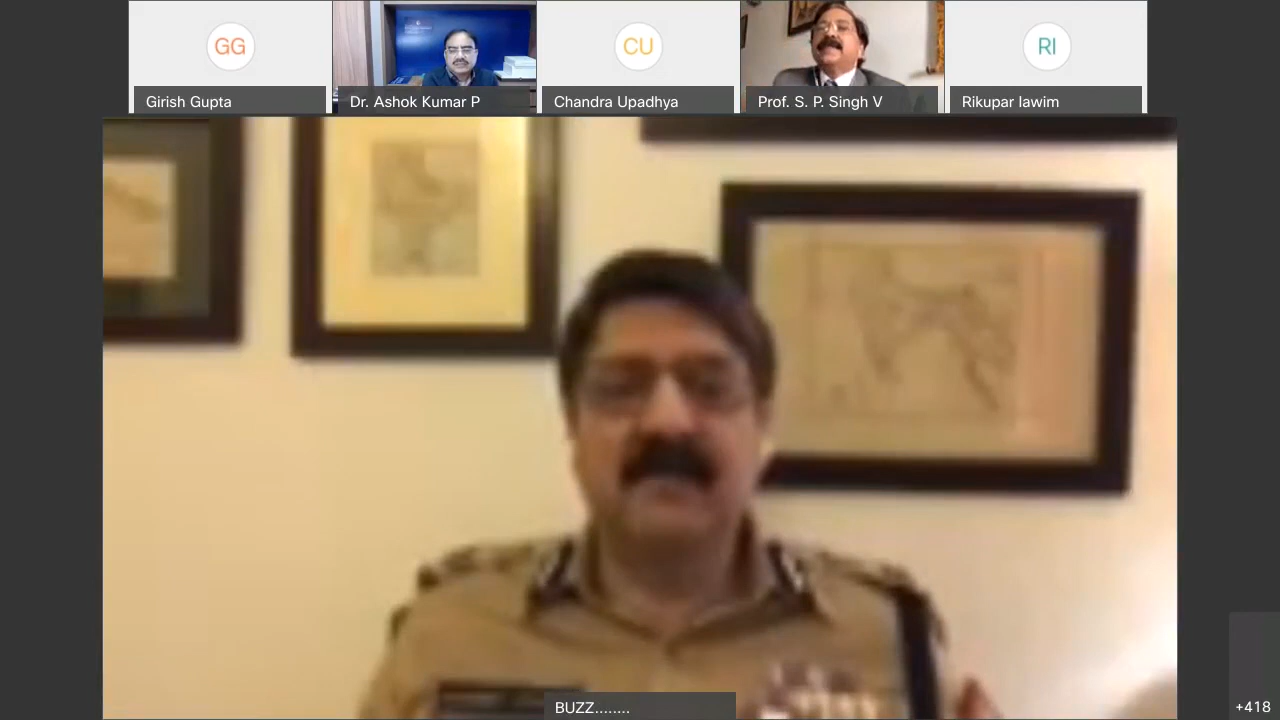 GG
Girish Gupta
Dr. Ashok Kumar P
CU
Chandra Upadhya
Prof. S. P. Singh V
RI
Rikupar lawim
BUZZ........
+418